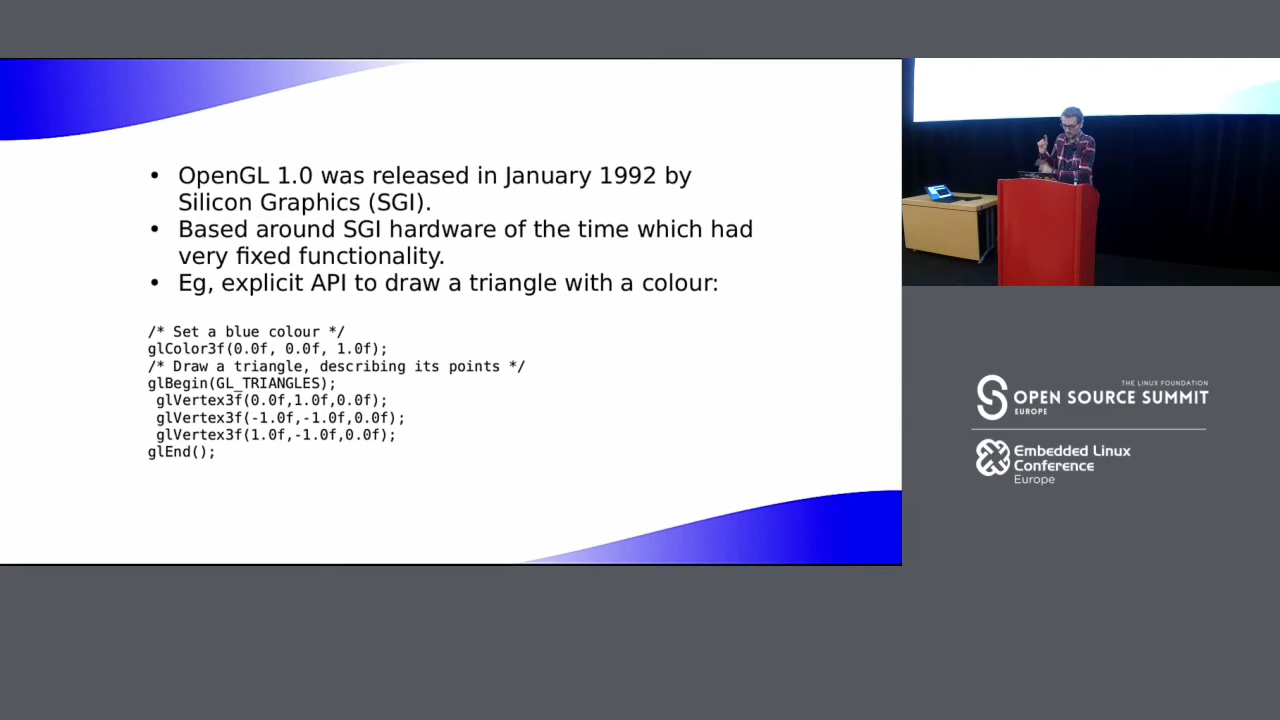 • OpenGL 1.0 was released in January 1992 by
Silicon Graphics (SGI).
• Based around SGI hardware of the time which had
very fixed functionality.
• Eg, explicit API to draw a triangle with a colour:
/* Set a blue colour */
glColor3f(0.0f, 0.0f, 1.0f);
/* Draw a triangle, describing its points */
glBegin(GL_TRIANGLES);
glVertex3f(0.0f,1.0f,0.0f);
glVertex3f(-1.0f,-1.0f,0.0f);
glVertex3f(1.0f,-1.0f,0.0f);
glEnd();
THE LINUX FOUNDATION
OPEN SOURCE SUMMIT
EUROPE
Embedded Linux
Conference
Europe